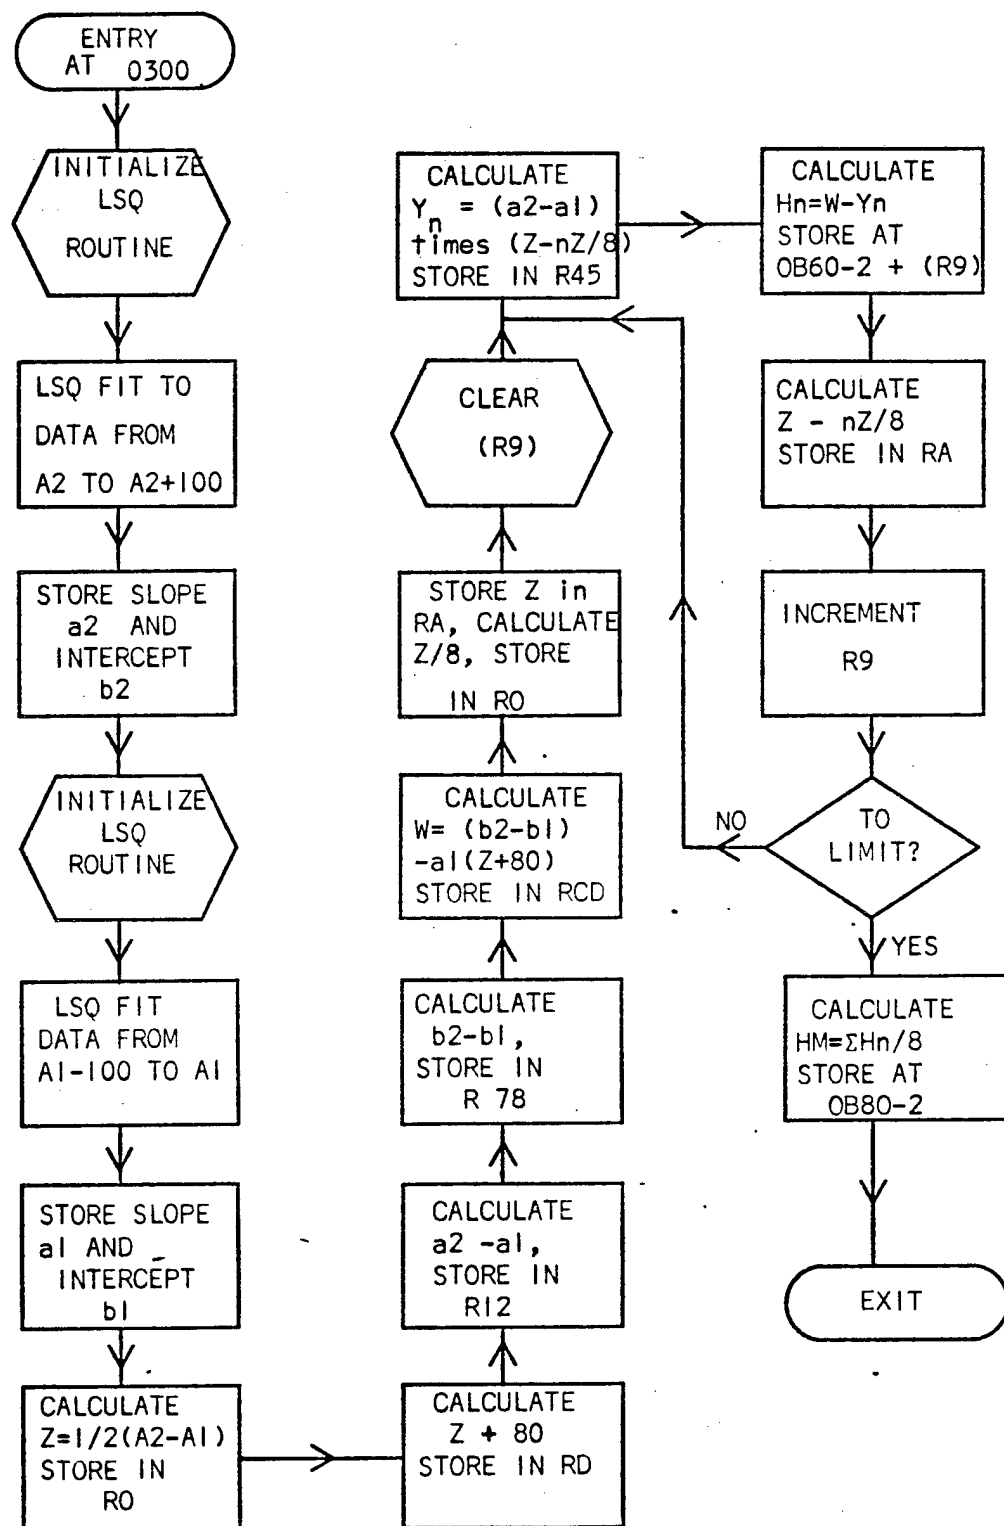 ENTRY
AT 0300
INITIALIZE
LSQ
ROUTINE
LSQ FIT TO
DATA FROM
A2 TO A2+100
STORE SLOPE
a2 AND
INTERCEPT
b2
INITIALIZE
LSQ
ROUTINE
LSQ FIT
DATA FROM
A1-100 TO A1
STORE SLOPE
a1 AND
INTERCEPT
b1
CALCULATE
Z=1/2(A2-A1)
STORE IN
R0
CALCULATE
Z + 80
STORE IN RD
CALCULATE
a2 -a1,
STORE IN
R12
CALCULATE
b2-b1,
STORE IN
R 78
CALCULATE
W= (b2-b1)
-a1(Z+80)
STORE IN RCD
STORE Z in
RA, CALCULATE
Z/8, STORE
IN R0
CLEAR
(R9)
CALCULATE
Yn = (a2-a1)
times (Z-nZ/8)
STORE IN R45
CALCULATE
Hn=W-Yn
STORE AT
0B60-2 + (R9)
CALCULATE
Z - nZ/8
STORE IN RA
INCREMENT
R9
TO
LIMIT?
NO
YES
CALCULATE
HM=ΣHn/8
STORE AT
0B80-2
EXIT